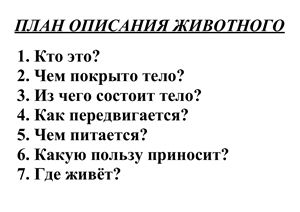 ПЛАН ОПИСАНИЯ ЖИВОТНОГО
1. Кто это?
2. Чем покрыто тело?
3. Из чего состоит тело?
4. Как передвигается?
5. Чем питается?
6. Какую пользу приносит?
7. Где живёт?